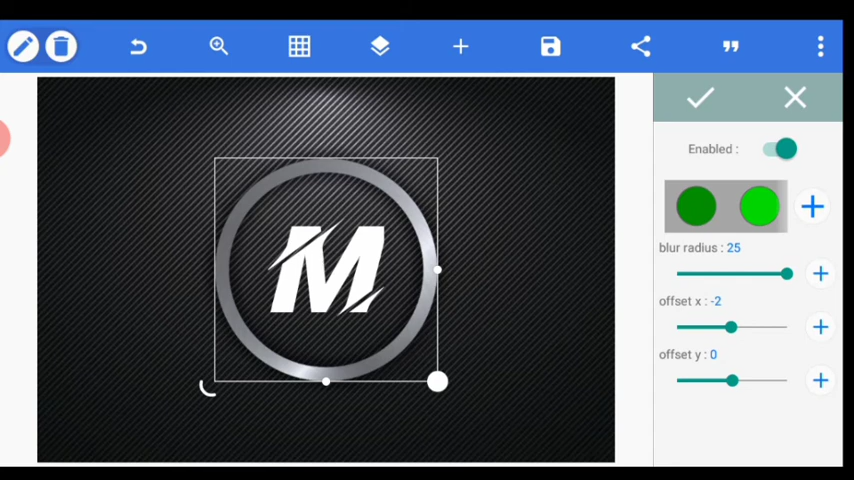 Enabled :
blur radius : 25
offset x : -2
offset y : 0
M